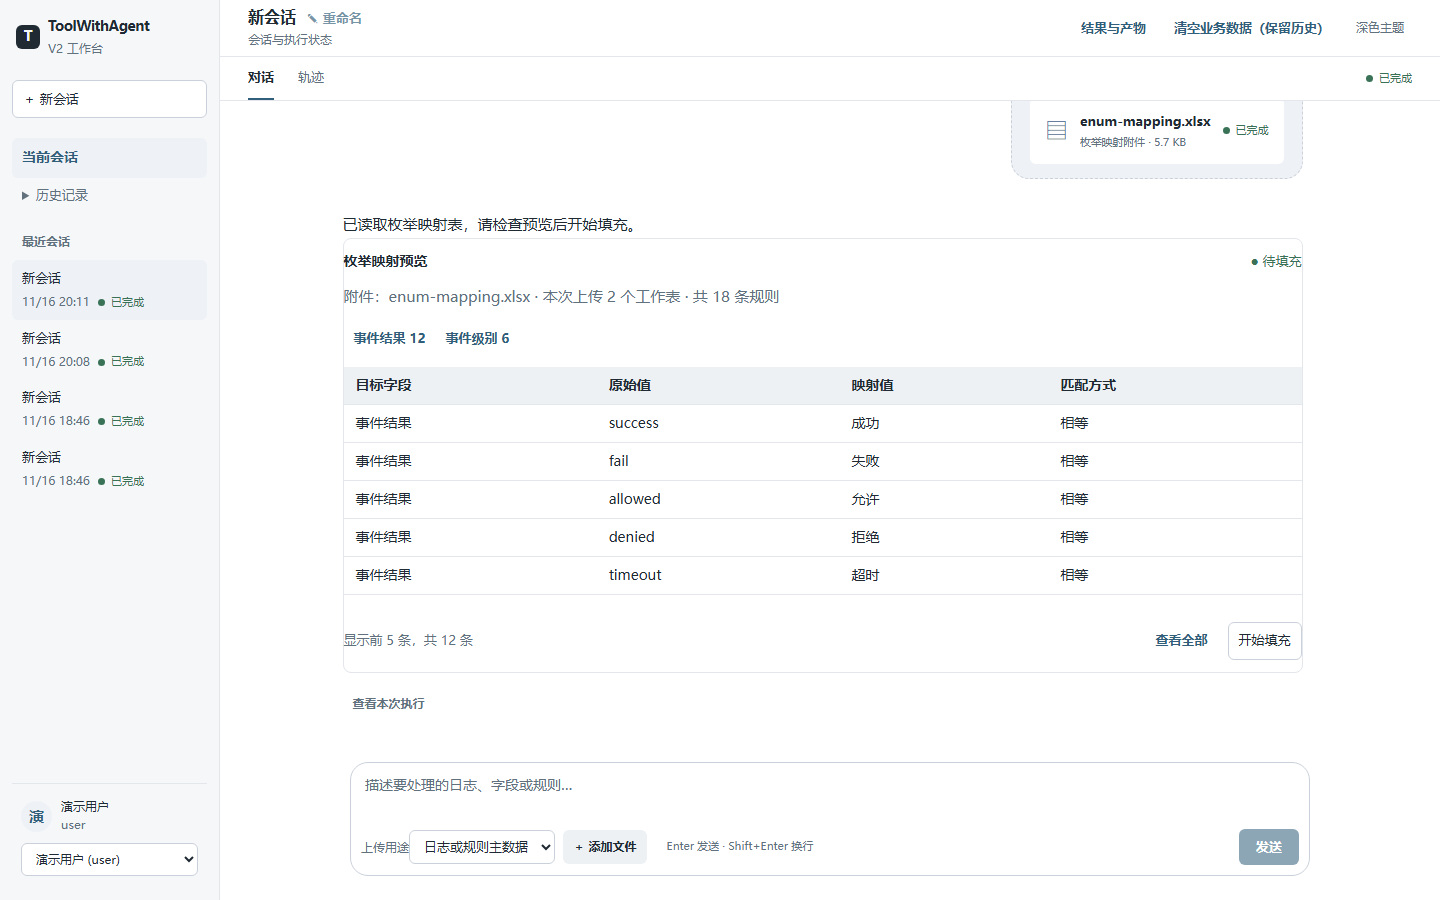 T
ToolWithAgent
V2 工作台
+ 新会话
当前会话
▶ 历史记录
最近会话
新会话
11/16 20:11 ● 已完成
新会话
11/16 20:08 ● 已完成
新会话
11/16 18:46 ● 已完成
新会话
11/16 18:46 ● 已完成
演
演示用户
user
演示用户 (user)
新会话 重命名
会话与执行状态
结果与产物 清空业务数据（保留历史） 深色主题
对话 轨迹 ● 已完成
enum-mapping.xlsx
枚举映射附件 · 5.7 KB
● 已完成
已读取枚举映射表，请检查预览后开始填充。
枚举映射预览 ● 待填充
附件：enum-mapping.xlsx · 本次上传 2 个工作表 · 共 18 条规则
事件结果 12 事件级别 6
目标字段 原始值 映射值 匹配方式
事件结果 success 成功 相等
事件结果 fail 失败 相等
事件结果 allowed 允许 相等
事件结果 denied 拒绝 相等
事件结果 timeout 超时 相等
显示前 5 条，共 12 条 查看全部 开始填充
查看本次执行
描述要处理的日志、字段或规则...
上传用途 日志或规则主数据 + 添加文件 Enter 发送 · Shift+Enter 换行 发送